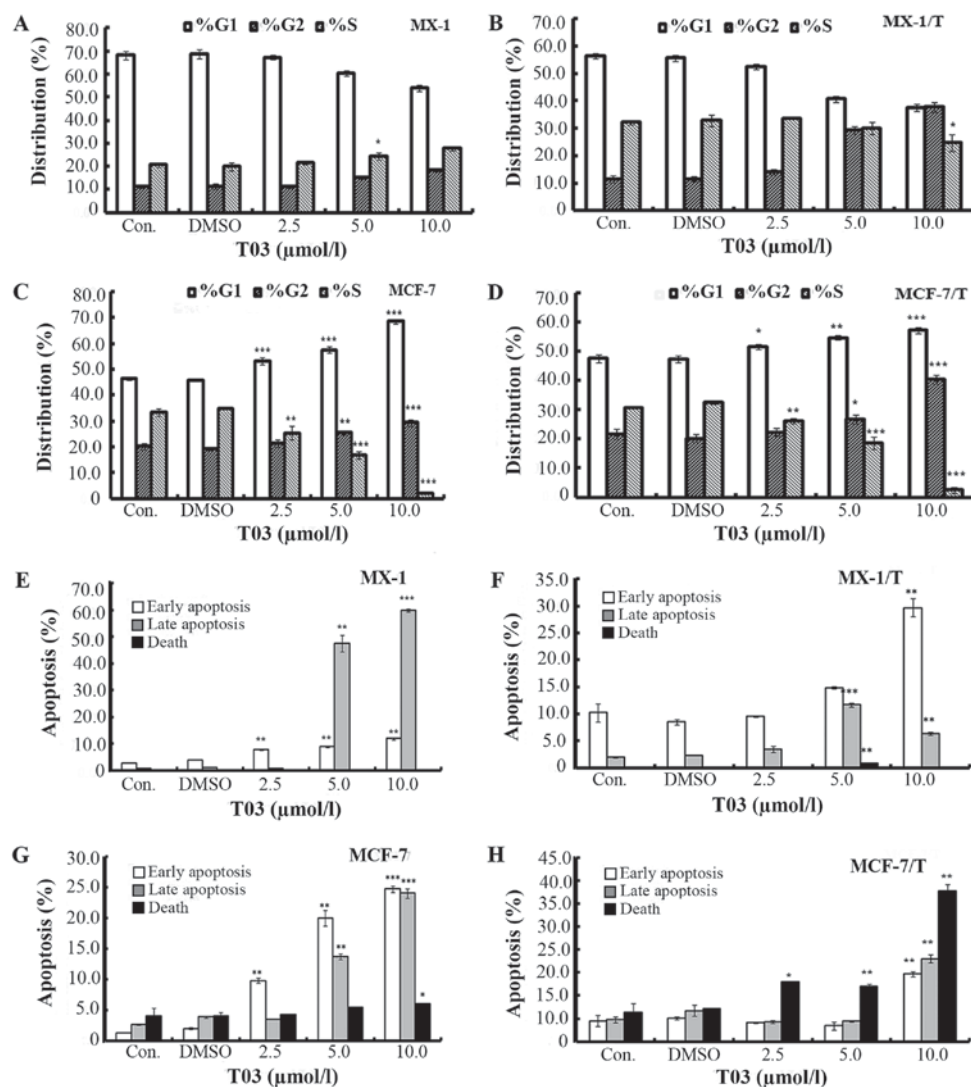 A %G1 %G2 %S MX-1
80.0
70.0
60.0
50.0
40.0
30.0
20.0
10.0
0
Distribution (%)
*
Con. DMSO 2.5 5.0 10.0
T03 (µmol/l)
B %G1 %G2 %S MX-1/T
60.0
50.0
40.0
30.0
20.0
10.0
0
Distribution (%)
*
Con. DMSO 2.5 5.0 10.0
T03 (µmol/l)
C %G1 %G2 %S MCF-7
80.0
70.0
60.0
50.0
40.0
30.0
20.0
10.0
0
Distribution (%)
*** ** *** ** *** *** *** ***
Con. DMSO 2.5 5.0 10.0
T03 (µmol/l)
D %G1 %G2 %S MCF-7/T
70.0
60.0
50.0
40.0
30.0
20.0
10.0
0
Distribution (%)
* ** ** * *** *** *** ***
Con. DMSO 2.5 5.0 10.0
T03 (µmol/l)
E MX-1
70.0
60.0
50.0
40.0
30.0
20.0
10.0
0
Apoptosis (%)
Early apoptosis
Late apoptosis
Death
** ** ** ** ***
Con. DMSO 2.5 5.0 10.0
T03 (µmol/l)
F MX-1/T
35.0
30.0
25.0
20.0
15.0
10.0
5.0
0
Apoptosis (%)
Early apoptosis
Late apoptosis
Death
*** ** ** **
Con. DMSO 2.5 5.0 10.0
T03 (µmol/l)
G MCF-7
30.0
25.0
20.0
15.0
10.0
5.0
0
Apoptosis (%)
Early apoptosis
Late apoptosis
Death
** ** ** *** *** *
Con. DMSO 2.5 5.0 10.0
T03 (µmol/l)
H MCF-7/T
45.0
40.0
35.0
30.0
25.0
20.0
15.0
10.0
10.0
0
Apoptosis (%)
Early apoptosis
Late apoptosis
Death
* ** ** ** **
Con. DMSO 2.5 5.0 10.0
T03 (µmol/l)